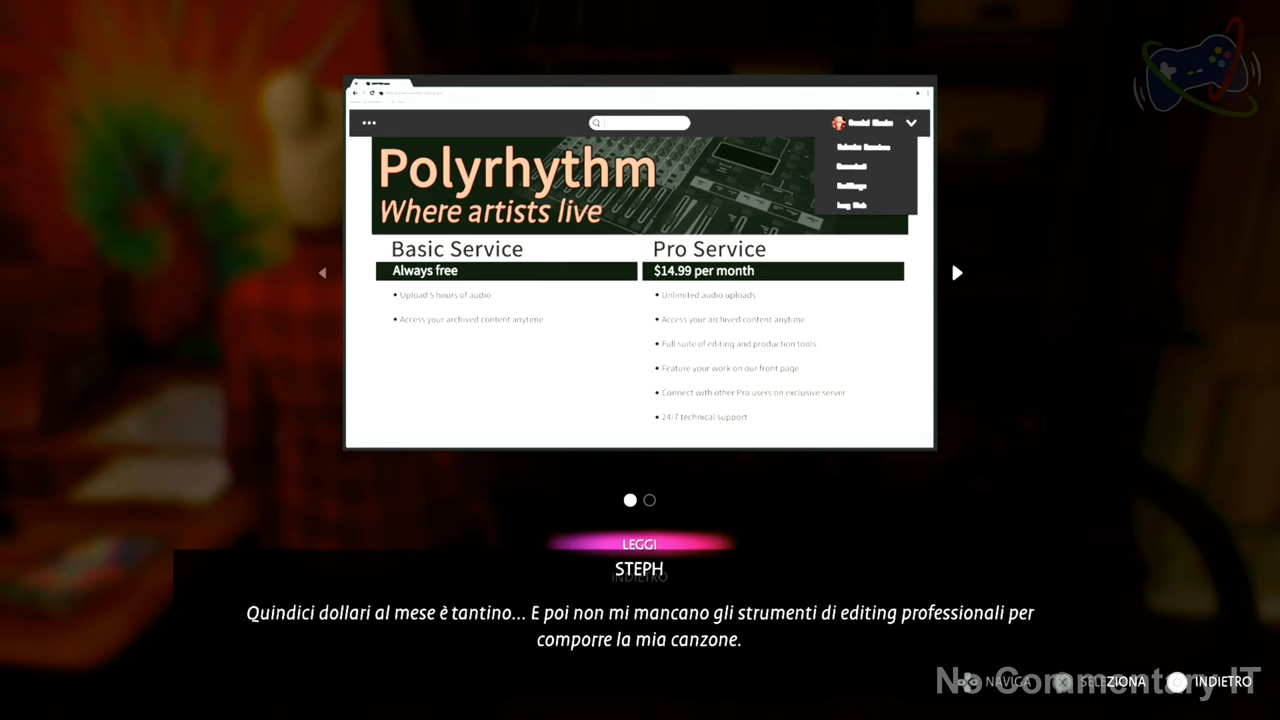 Polyrhythm
Where artists live
Basic Service
Pro Service
Always free
$14.99 per month
• Upload 5 hours of audio
• Access your archived content anytime
• Unlimited audio uploads
• Access your archived content anytime
• Full suite of editing and production tools
• Feature your work on our front page
• Connect with other Pro users on exclusive server
• 24/7 technical support
LEGGI
STEPH
INDIETRO
Quindici dollari al mese è tantino... E poi non mi mancano gli strumenti di editing professionali per
comporre la mia canzone.
NAVIGA SELEZIONA INDIETRO
No Commentary IT